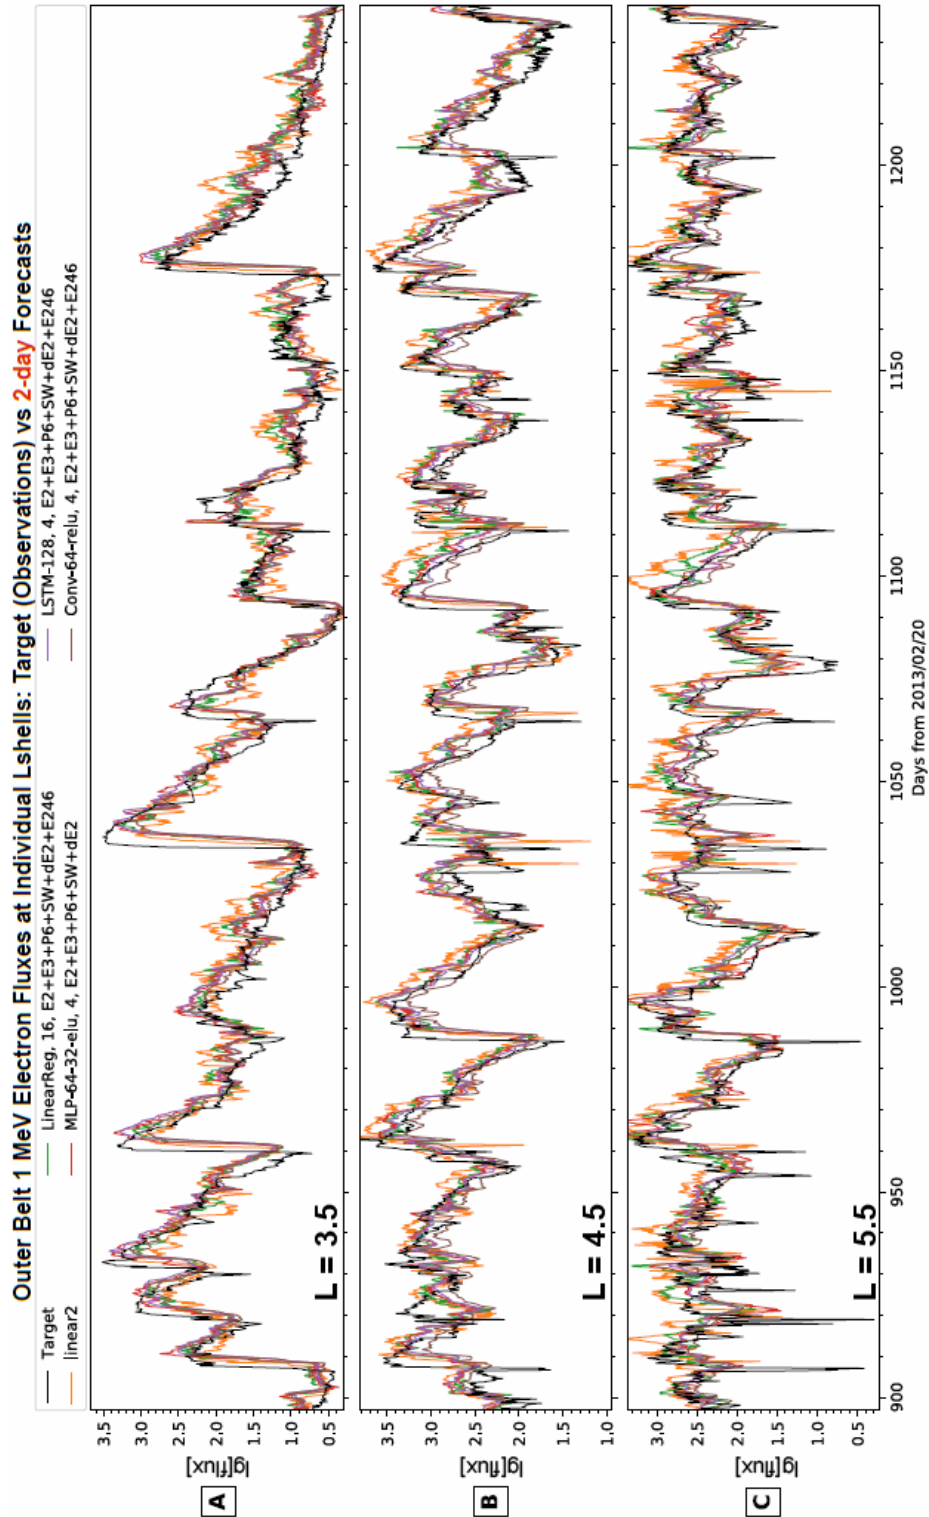 Outer Belt 1 MeV Electron Fluxes at Individual Lshells: Target (Observations) vs 2-day Forecasts
Target
linear2
LinearReg, 16, E2+E3+P6+SW+dE2+E246
MLP-64-32-elu, 4, E2+E3+P6+SW+dE2
LSTM-128, 4, E2+E3+P6+SW+dE2+E246
Conv-64-relu, 4, E2+E3+P6+SW+dE2+E246
A
lg[flux]
3.5
3.0
2.5
2.0
1.5
1.0
0.5
L = 3.5
B
lg[flux]
3.5
3.0
2.5
2.0
1.5
1.0
L = 4.5
C
lg[flux]
3.0
2.5
2.0
1.5
1.0
0.5
L = 5.5
900 950 1000 1050 1100 1150 1200
Days from 2013/02/20